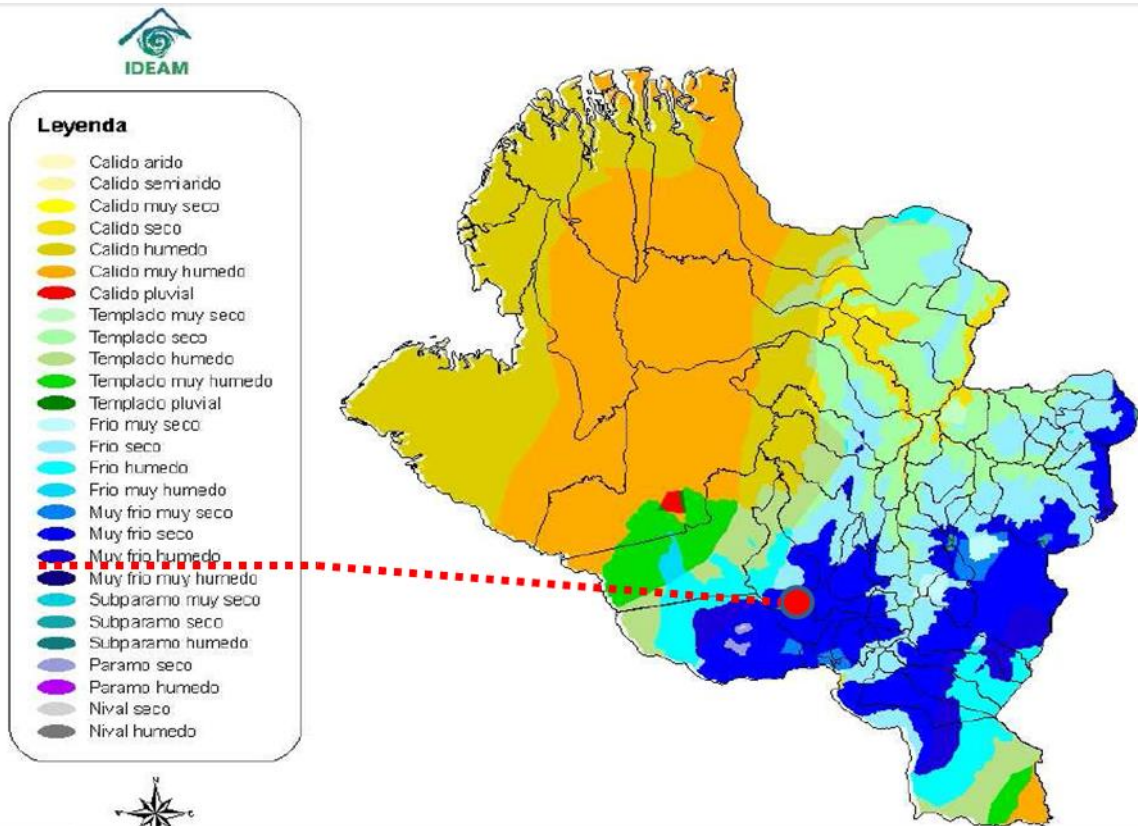 IDEAM
Leyenda
Calido arido
Calido semiarido
Calido muy seco
Calido seco
Calido humedo
Calido muy humedo
Calido pluvial
Templado muy seco
Templado seco
Templado humedo
Templado muy humedo
Templado pluvial
Frio muy seco
Frio seco
Frio humedo
Frio muy humedo
Muy frio muy seco
Muy frio seco
Muy frio humedo
Muy frio muy humedo
Subparamo muy seco
Subparamo seco
Subparamo humedo
Paramo seco
Paramo humedo
Nival seco
Nival humedo
N